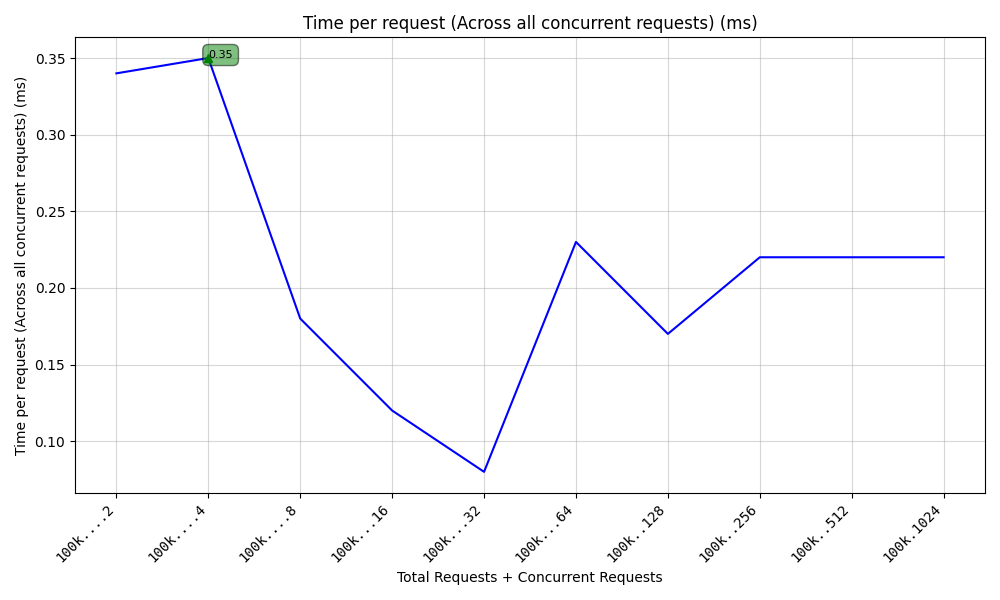 Time per request (Across all concurrent requests) (ms)
Time per request (Across all concurrent requests) (ms)
0.35
0.30
0.25
0.20
0.15
0.10
0.35
100k....2
100k....4
100k....8
100k...16
100k...32
100k...64
100k..128
100k..256
100k..512
100k.1024
Total Requests + Concurrent Requests